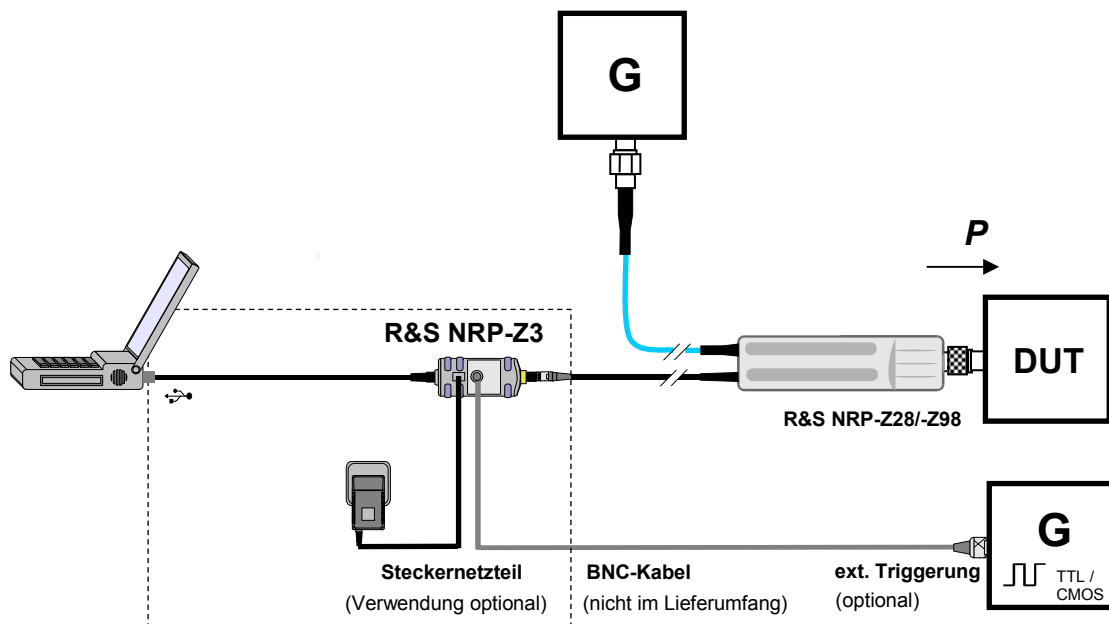 G
P
R&S NRP-Z3
DUT
R&S NRP-Z28/-Z98
G
TTL /
CMOS
Steckernetzteil
(Verwendung optional)
BNC-Kabel
(nicht im Lieferumfang)
ext. Triggerung
(optional)